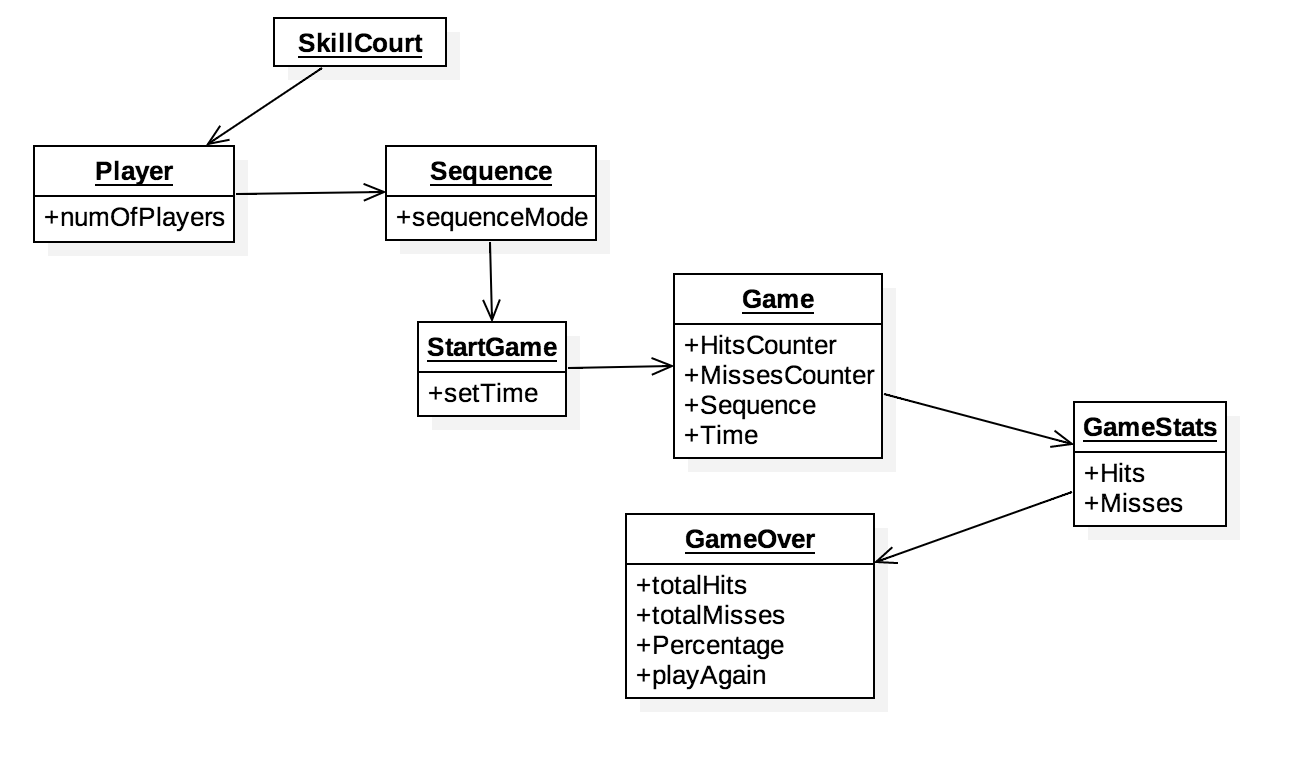 SkillCourt
Player
+numOfPlayers
Sequence
+sequenceMode
StartGame
+setTime
Game
+HitsCounter
+MissesCounter
+Sequence
+Time
GameStats
+Hits
+Misses
GameOver
+totalHits
+totalMisses
+Percentage
+playAgain